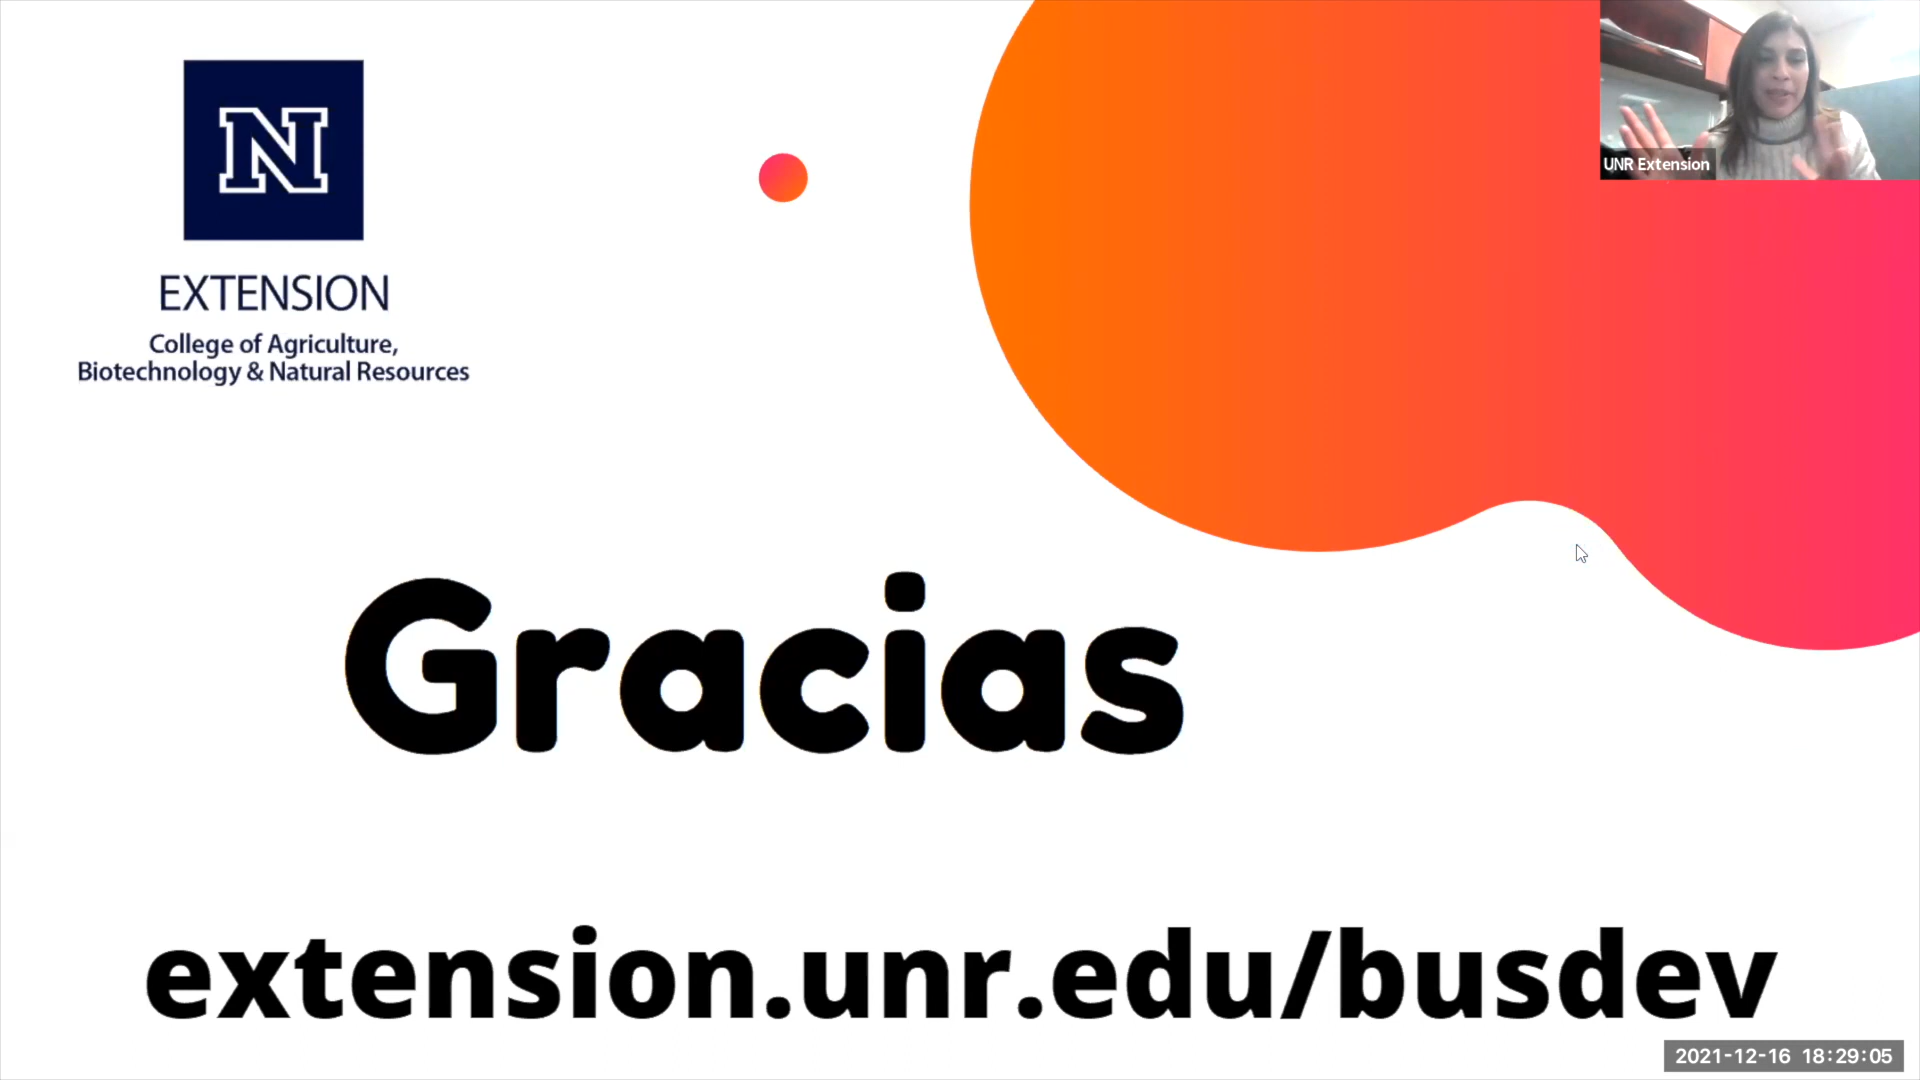 N
EXTENSION
College of Agriculture,
Biotechnology & Natural Resources
UNR Extension
Gracias
extension.unr.edu/busdev
2021-12-16 18:29:05